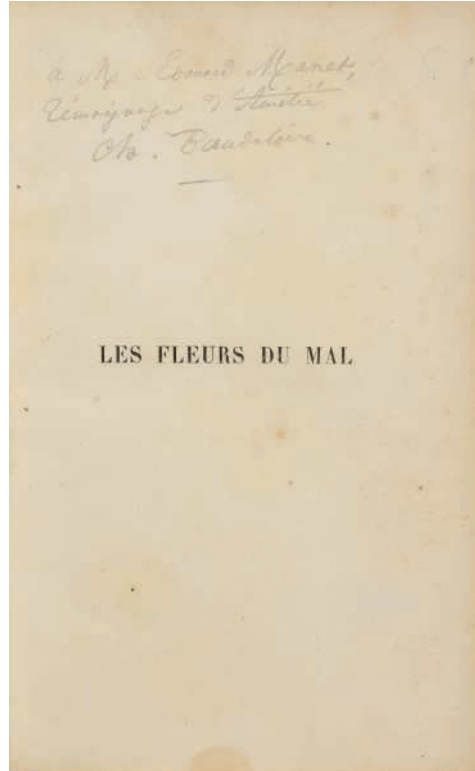 à M. Edouard Manet,
Témoignage d'Amitié
Ch. Baudelaire.
LES FLEURS DU MAL